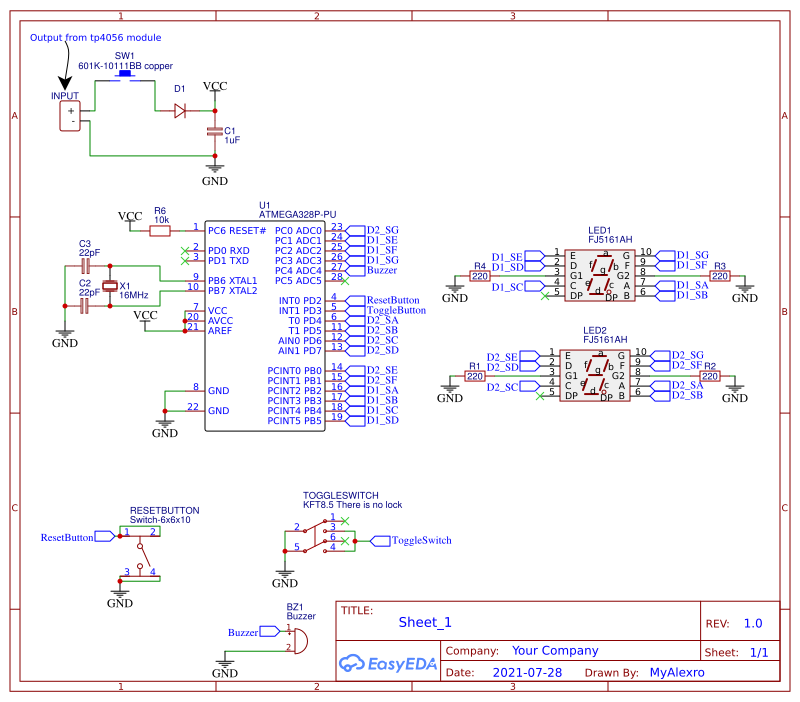 1
2
3
A
B
C
A
B
C
Output from tp4056 module
SW1
601K-10111BB copper
INPUT
+
-
D1
VCC
C1
1uF
GND
VCC
R6
10k
C3
22pF
C2
22pF
X1
16MHz
VCC
GND
GND
U1
ATMEGA328P-PU
1 PC6 RESET# PC0 ADC0 23 D2_SG
PC1 ADC1 24 D1_SE
2 PD0 RXD PC2 ADC2 25 D1_SF
3 PD1 TXD PC3 ADC3 26 D1_SG
PC4 ADC4 27 Buzzer
9 PB6 XTAL1 PC5 ADC5 28
10 PB7 XTAL2
INT0 PD2 4 ResetButton
7 VCC INT1 PD3 5 ToggleButton
20 AVCC T0 PD4 6 D2_SA
21 AREF T1 PD5 11 D2_SB
AIN0 PD6 12 D2_SC
AIN1 PD7 13 D2_SD
PCINT0 PB0 14 D2_SE
PCINT1 PB1 15 D2_SF
8 GND PCINT2 PB2 16 D1_SA
PCINT3 PB3 17 D1_SB
22 GND PCINT4 PB4 18 D1_SC
PCINT5 PB5 19 D1_SD
LED1
FJ5161AH
D1_SE 1 E a G 10 D1_SG
D1_SD 2 D f g b F 9 D1_SF
R4 220 3 G1 G2 8 R3 220
D1_SC 4 C e d c A 7 D1_SA
5 DP DP B 6 D1_SB
GND
GND
LED2
FJ5161AH
D2_SE 1 E a G 10 D2_SG
D2_SD 2 D f g b F 9 D2_SF
R1 220 3 G1 G2 8 R2 220
D2_SC 4 C e d c A 7 D2_SA
5 DP DP B 6 D2_SB
GND
GND
RESETBUTTON
Switch-6x6x10
ResetButton
1 2
3 4
GND
TOGGLESWITCH
KFT8.5 There is no lock
1
2 3
6
5 4
ToggleSwitch
GND
BZ1
Buzzer
Buzzer
1
2
GND
TITLE:
Sheet_1
REV: 1.0
EasyEDA
Company: Your Company
Sheet: 1/1
Date: 2021-07-28 Drawn By: MyAlexro
1
2
3